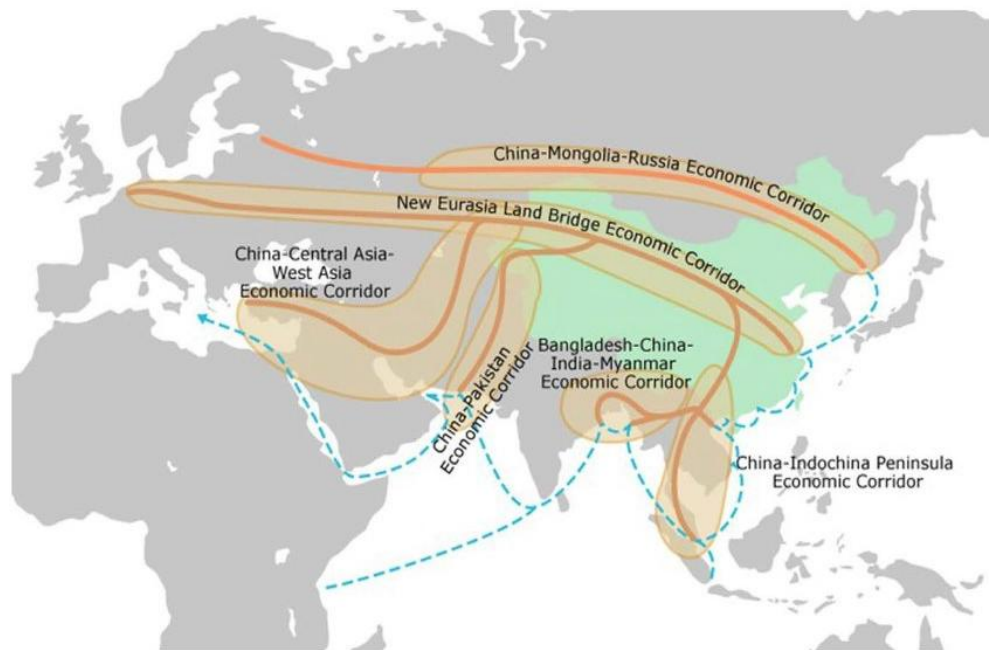 China-Mongolia-Russia Economic Corridor
New Eurasia Land Bridge Economic Corridor
China-Central Asia-
West Asia
Economic Corridor
China-Pakistan
Economic Corridor
Bangladesh-China-
India-Myanmar
Economic Corridor
China-Indochina Peninsula
Economic Corridor